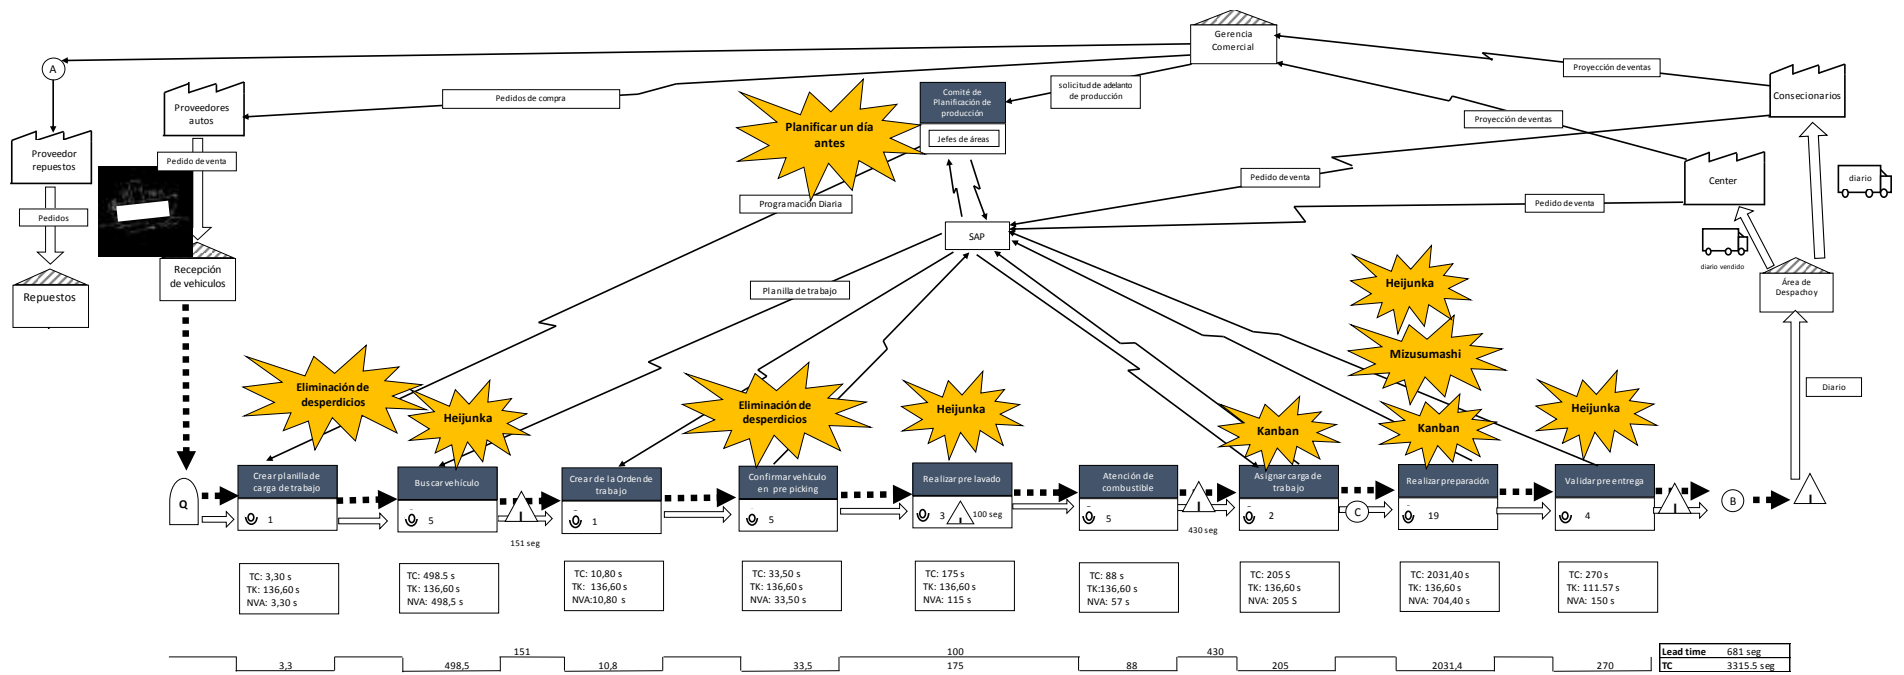 Gerencia
Comercial
A
Proyección de ventas
Consecionarios
Proveedores
autos
Pedidos de compra
solicitud de adelanto
de producción
Comité de
Planificación de
producción
Jefes de áreas
Planificar un día
antes
Proyección de ventas
Proveedor
repuestos
Pedido de venta
Pedido de venta
Center
diario
Pedidos
Programación Diaria
Pedido de venta
SAP
diario vendido
Recepción
de vehiculos
Repuestos
Planilla de trabajo
Heijunka
Área de
Despacho y
Mizusumashi
Eliminación de
desperdicios
Heijunka
Eliminación de
desperdicios
Heijunka
Kanban
Kanban
Heijunka
Diario
Q
Crear planilla de
carga de trabajo
1
Buscar vehículo
5
151 seg
Crear de la Orden de
trabajo
1
Confirmar vehículo
en pre picking
5
Realizar pre lavado
3
100 seg
Atención de
combustible
5
430 seg
Asignar carga de
trabajo
2
C
Realizar preparación
19
Validar pre entrega
4
B
TC: 3,30 s
TK: 136,60 s
NVA: 3,30 s
TC: 498.5 s
TK: 136,60 s
NVA: 498,5 s
TC: 10,80 s
TK: 136,60 s
NVA:10,80 s
TC: 33,50 s
TK: 136,60 s
NVA: 33,50 s
TC: 175 s
TK: 136,60 s
NVA: 115 s
TC: 88 s
TK:136,60 s
NVA: 57 s
TC: 205 S
TK: 136,60 s
NVA: 205 S
TC: 2031,40 s
TK: 136,60 s
NVA: 704,40 s
TC: 270 s
TK: 111.57 s
NVA: 150 s
151
100
430
3,3
498,5
10,8
33,5
175
88
205
2031,4
270
Lead time 681 seg
TC 3315.5 seg